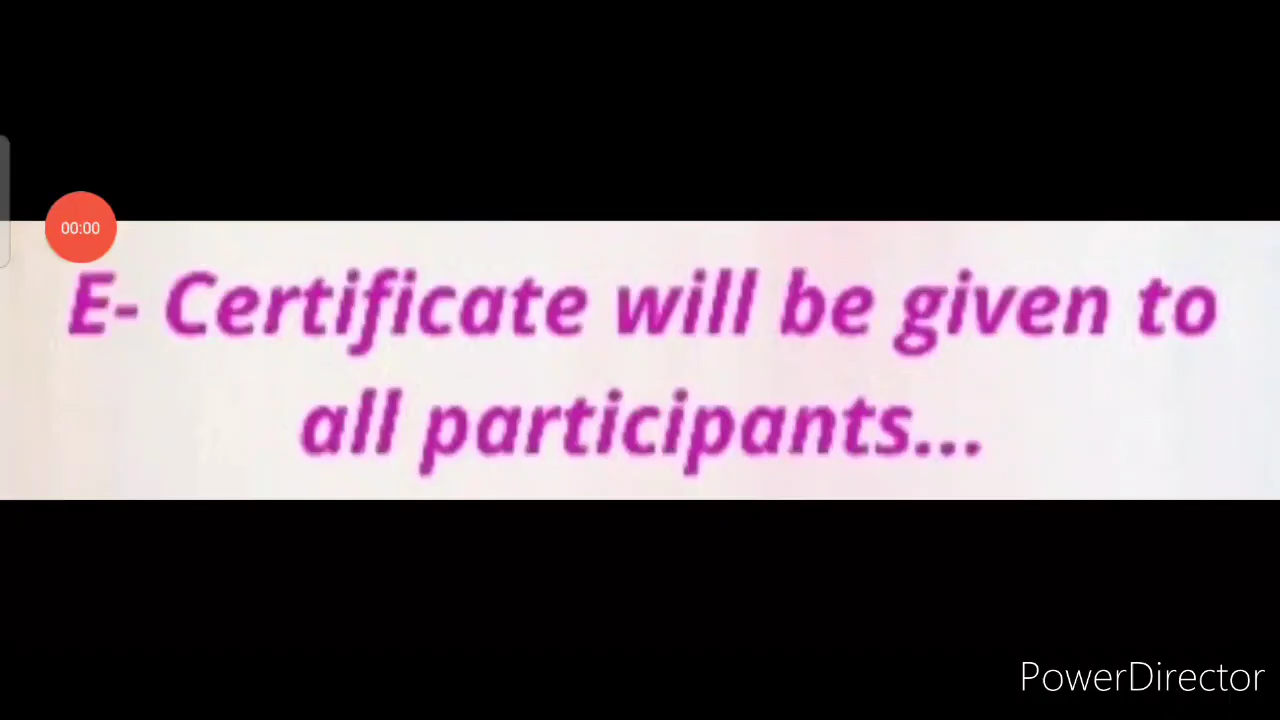 00:00
E- Certificate will be given to
all participants...
PowerDirector